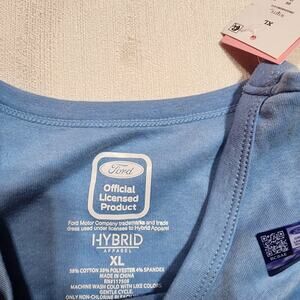 XL
Ford
Official
Licensed
Product
Ford Motor Company trademarks and trade
dress used under licenses to Hybrid Apparel
HYBRID
APPAREL
XL
58% COTTON 38% POLYESTER 4% SPANDEX
MADE IN CHINA
MACHINE WASH COLD WITH LIKE COLORS
GENTLE CYCLE.
ONLY NON-CHLORINE BLEACH